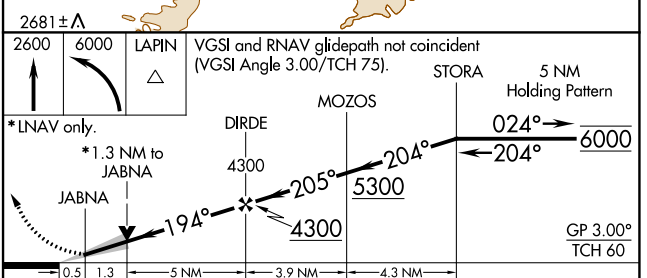 2681±
2600
6000
LAPIN
VGSI and RNAV glidepath not coincident
(VGSI Angle 3.00/TCH 75).
*LNAV only.
STORA
5 NM
Holding Pattern
MOZOS
DIRDE
024°
6000
204°
*1.3 NM to
JABNA
4300
204°
205°
5300
JABNA
194°
4300
GP 3.00°
TCH 60
0.5
1.3
5 NM
3.9 NM
4.3 NM